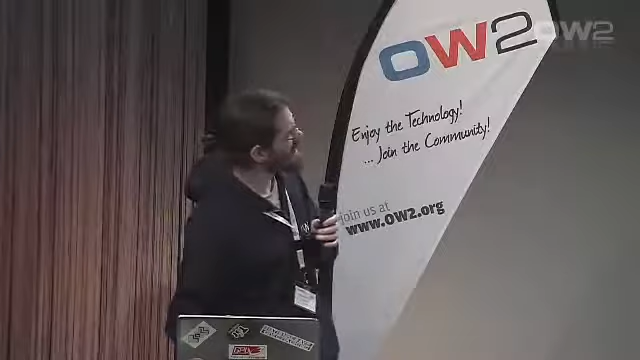 OW2
OW2
Enjoy the Technology!
... Join the Community!
join us at
www.OW2.org